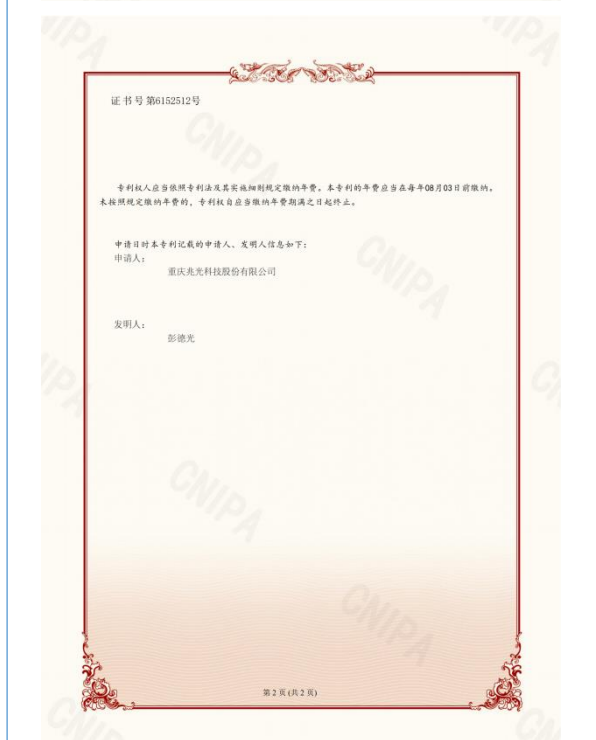 证书号第6152512号
专利权人应当依照专利法及其实施细则规定缴纳年费。本专利的年费应当在每年08月03日前缴纳。
未按照规定缴纳年费的，专利权自应当缴纳年费期满之日起终止。
申请日时本专利记载的申请人、发明人信息如下：
申请人：
重庆兆光科技股份有限公司
发明人：
彭德光
第 2 页 (共 2 页)
CNIPA
CNIPA
CNIPA
CNIPA
CNIPA